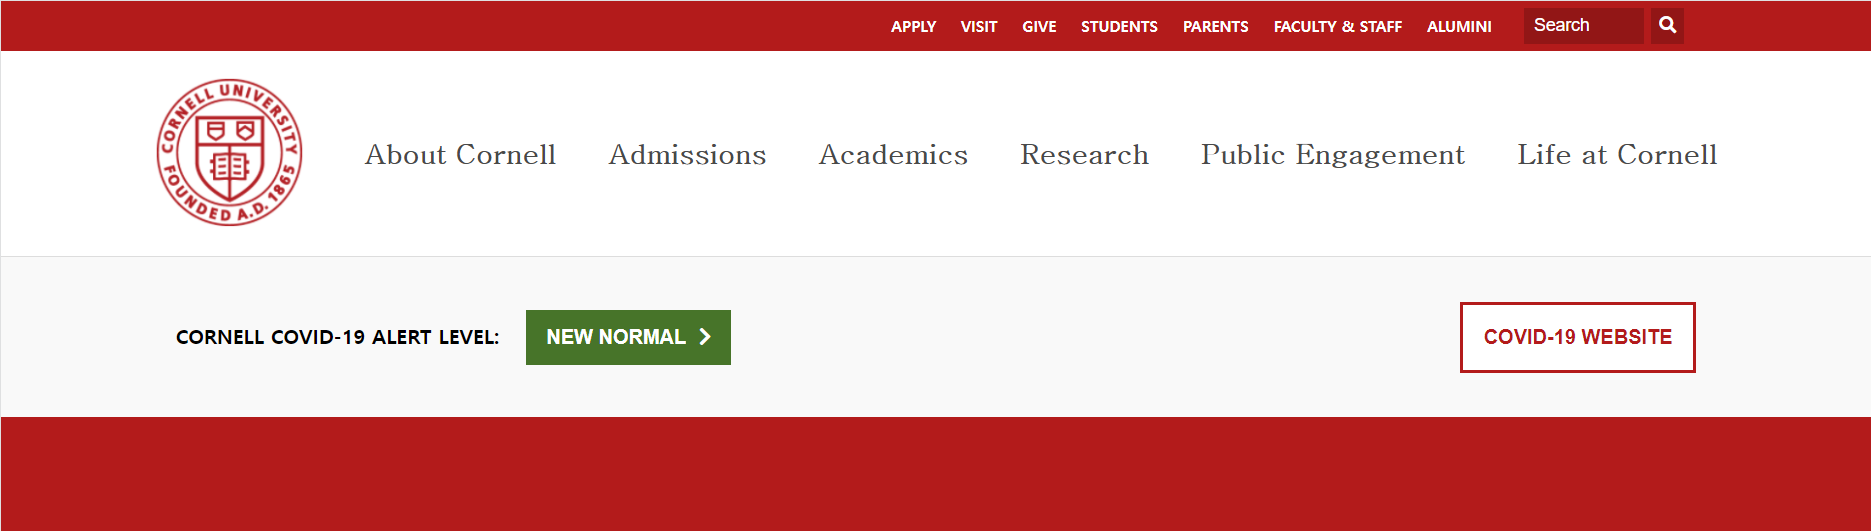 APPLY VISIT GIVE STUDENTS PARENTS FACULTY & STAFF ALUMINI Search
CORNELL UNIVERSITY
FOUNDED A.D. 1865
About Cornell Admissions Academics Research Public Engagement Life at Cornell
CORNELL COVID-19 ALERT LEVEL: NEW NORMAL COVID-19 WEBSITE